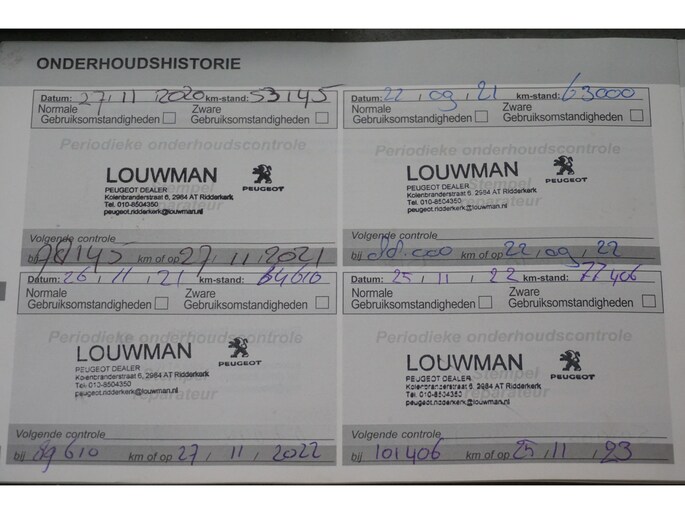 ONDERHOUDSHISTORIE
Datum: 27 / 11 / 2020 km-stand: 53145
Normale Gebruiksomstandigheden Zware
Periodieke onderhoudscontrole
LOUWMAN
PEUGEOT DEALER
Kolenbranderstraat 6, 2984 AT Ridderkerk
Tel. 010-8504350
peugeot.ridderkerk@louwman.nl
PEUGEOT
Stempel reparateur
Volgende controle
bij 78145 km of op 27 / 11 / 2021
Datum: 22 / 09 / 21 km-stand: 63000
Normale Gebruiksomstandigheden Zware
Periodieke onderhoudscontrole
LOUWMAN
PEUGEOT DEALER
Kolenbranderstraat 6, 2984 AT Ridderkerk
Tel. 010-8504350
peugeot.ridderkerk@louwman.nl
PEUGEOT
Stempel reparateur
Volgende controle
bij 88.000 km of op 22 / 09 / 22
Datum: 26 / 11 / 21 km-stand: 64610
Normale Gebruiksomstandigheden Zware
Periodieke onderhoudscontrole
LOUWMAN
PEUGEOT DEALER
Kolenbranderstraat 6, 2984 AT Ridderkerk
Tel. 010-8504350
peugeot.ridderkerk@louwman.nl
PEUGEOT
Stempel reparateur
Volgende controle
bij 89610 km of op 27 / 11 / 2022
Datum: 25 / 11 / 22 km-stand: 77406
Normale Gebruiksomstandigheden Zware
Periodieke onderhoudscontrole
LOUWMAN
PEUGEOT DEALER
Kolenbranderstraat 6, 2984 AT Ridderkerk
Tel. 010-8504350
peugeot.ridderkerk@louwman.nl
PEUGEOT
Stempel reparateur
Volgende controle
bij 101406 km of op 25 / 11 / 23